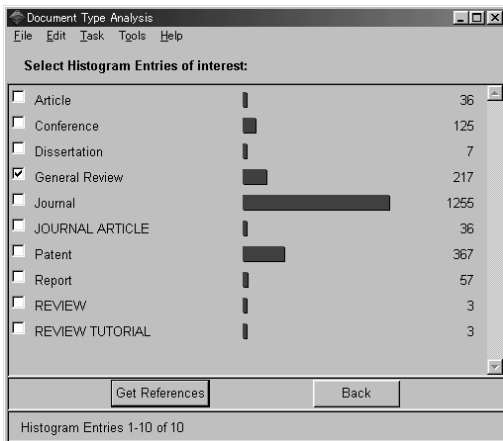 Document Type Analysis
File Edit Task Tools Help
Select Histogram Entries of interest:
Article 36
Conference 125
Dissertation 7
General Review 217
Journal 1255
JOURNAL ARTICLE 36
Patent 367
Report 57
REVIEW 3
REVIEW TUTORIAL 3
Get References Back
Histogram Entries 1-10 of 10